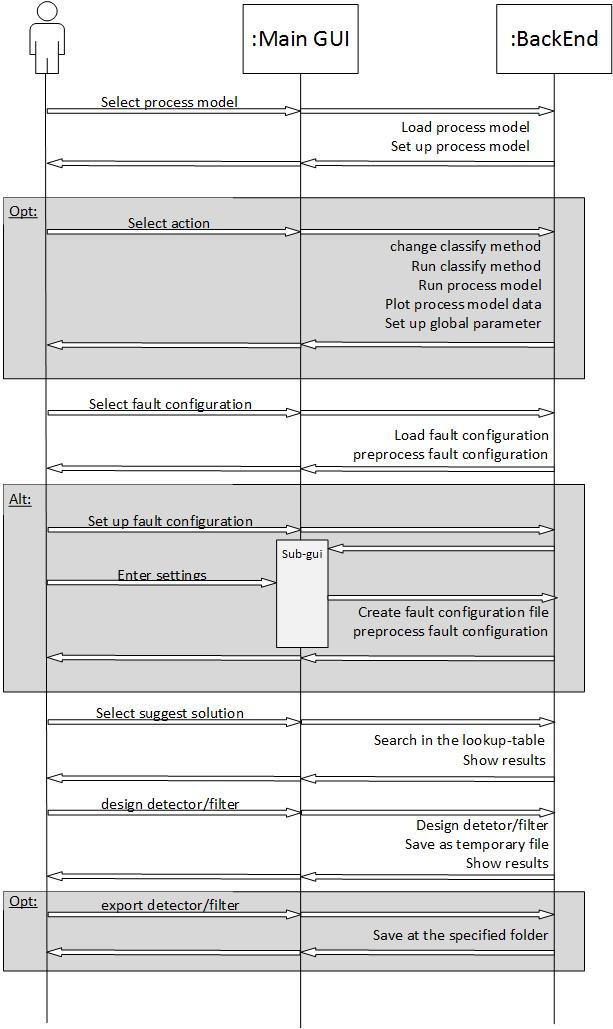 :Main GUI
:BackEnd
Select process model
Load process model
Set up process model
Opt:
Select action
change classify method
Run classify method
Run process model
Plot process model data
Set up global parameter
Select fault configuration
Load fault configuration
preprocess fault configuration
Alt:
Set up fault configuration
Sub-gui
Enter settings
Create fault configuration file
preprocess fault configuration
Select suggest solution
Search in the lookup-table
Show results
design detector/filter
Design detetor/filter
Save as temporary file
Show results
Opt:
export detector/filter
Save at the specified folder